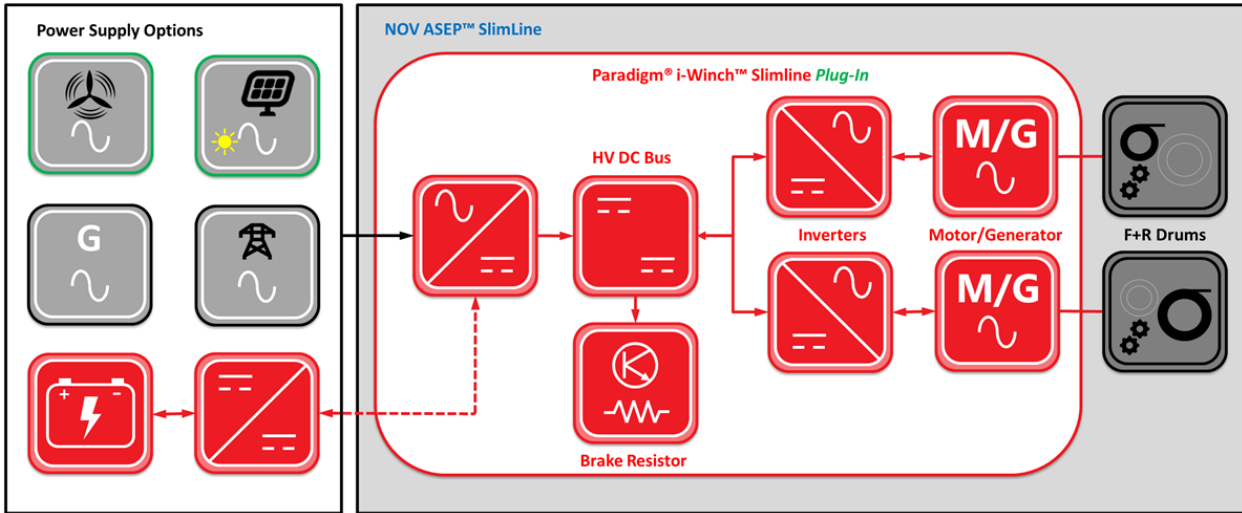 Power Supply Options
NOV ASEP™ SlimLine
Paradigm® i-Winch™ Slimline Plug-In
HV DC Bus
M/G
G
Inverters
Motor/Generator
F+R Drums
M/G
+ -
Brake Resistor